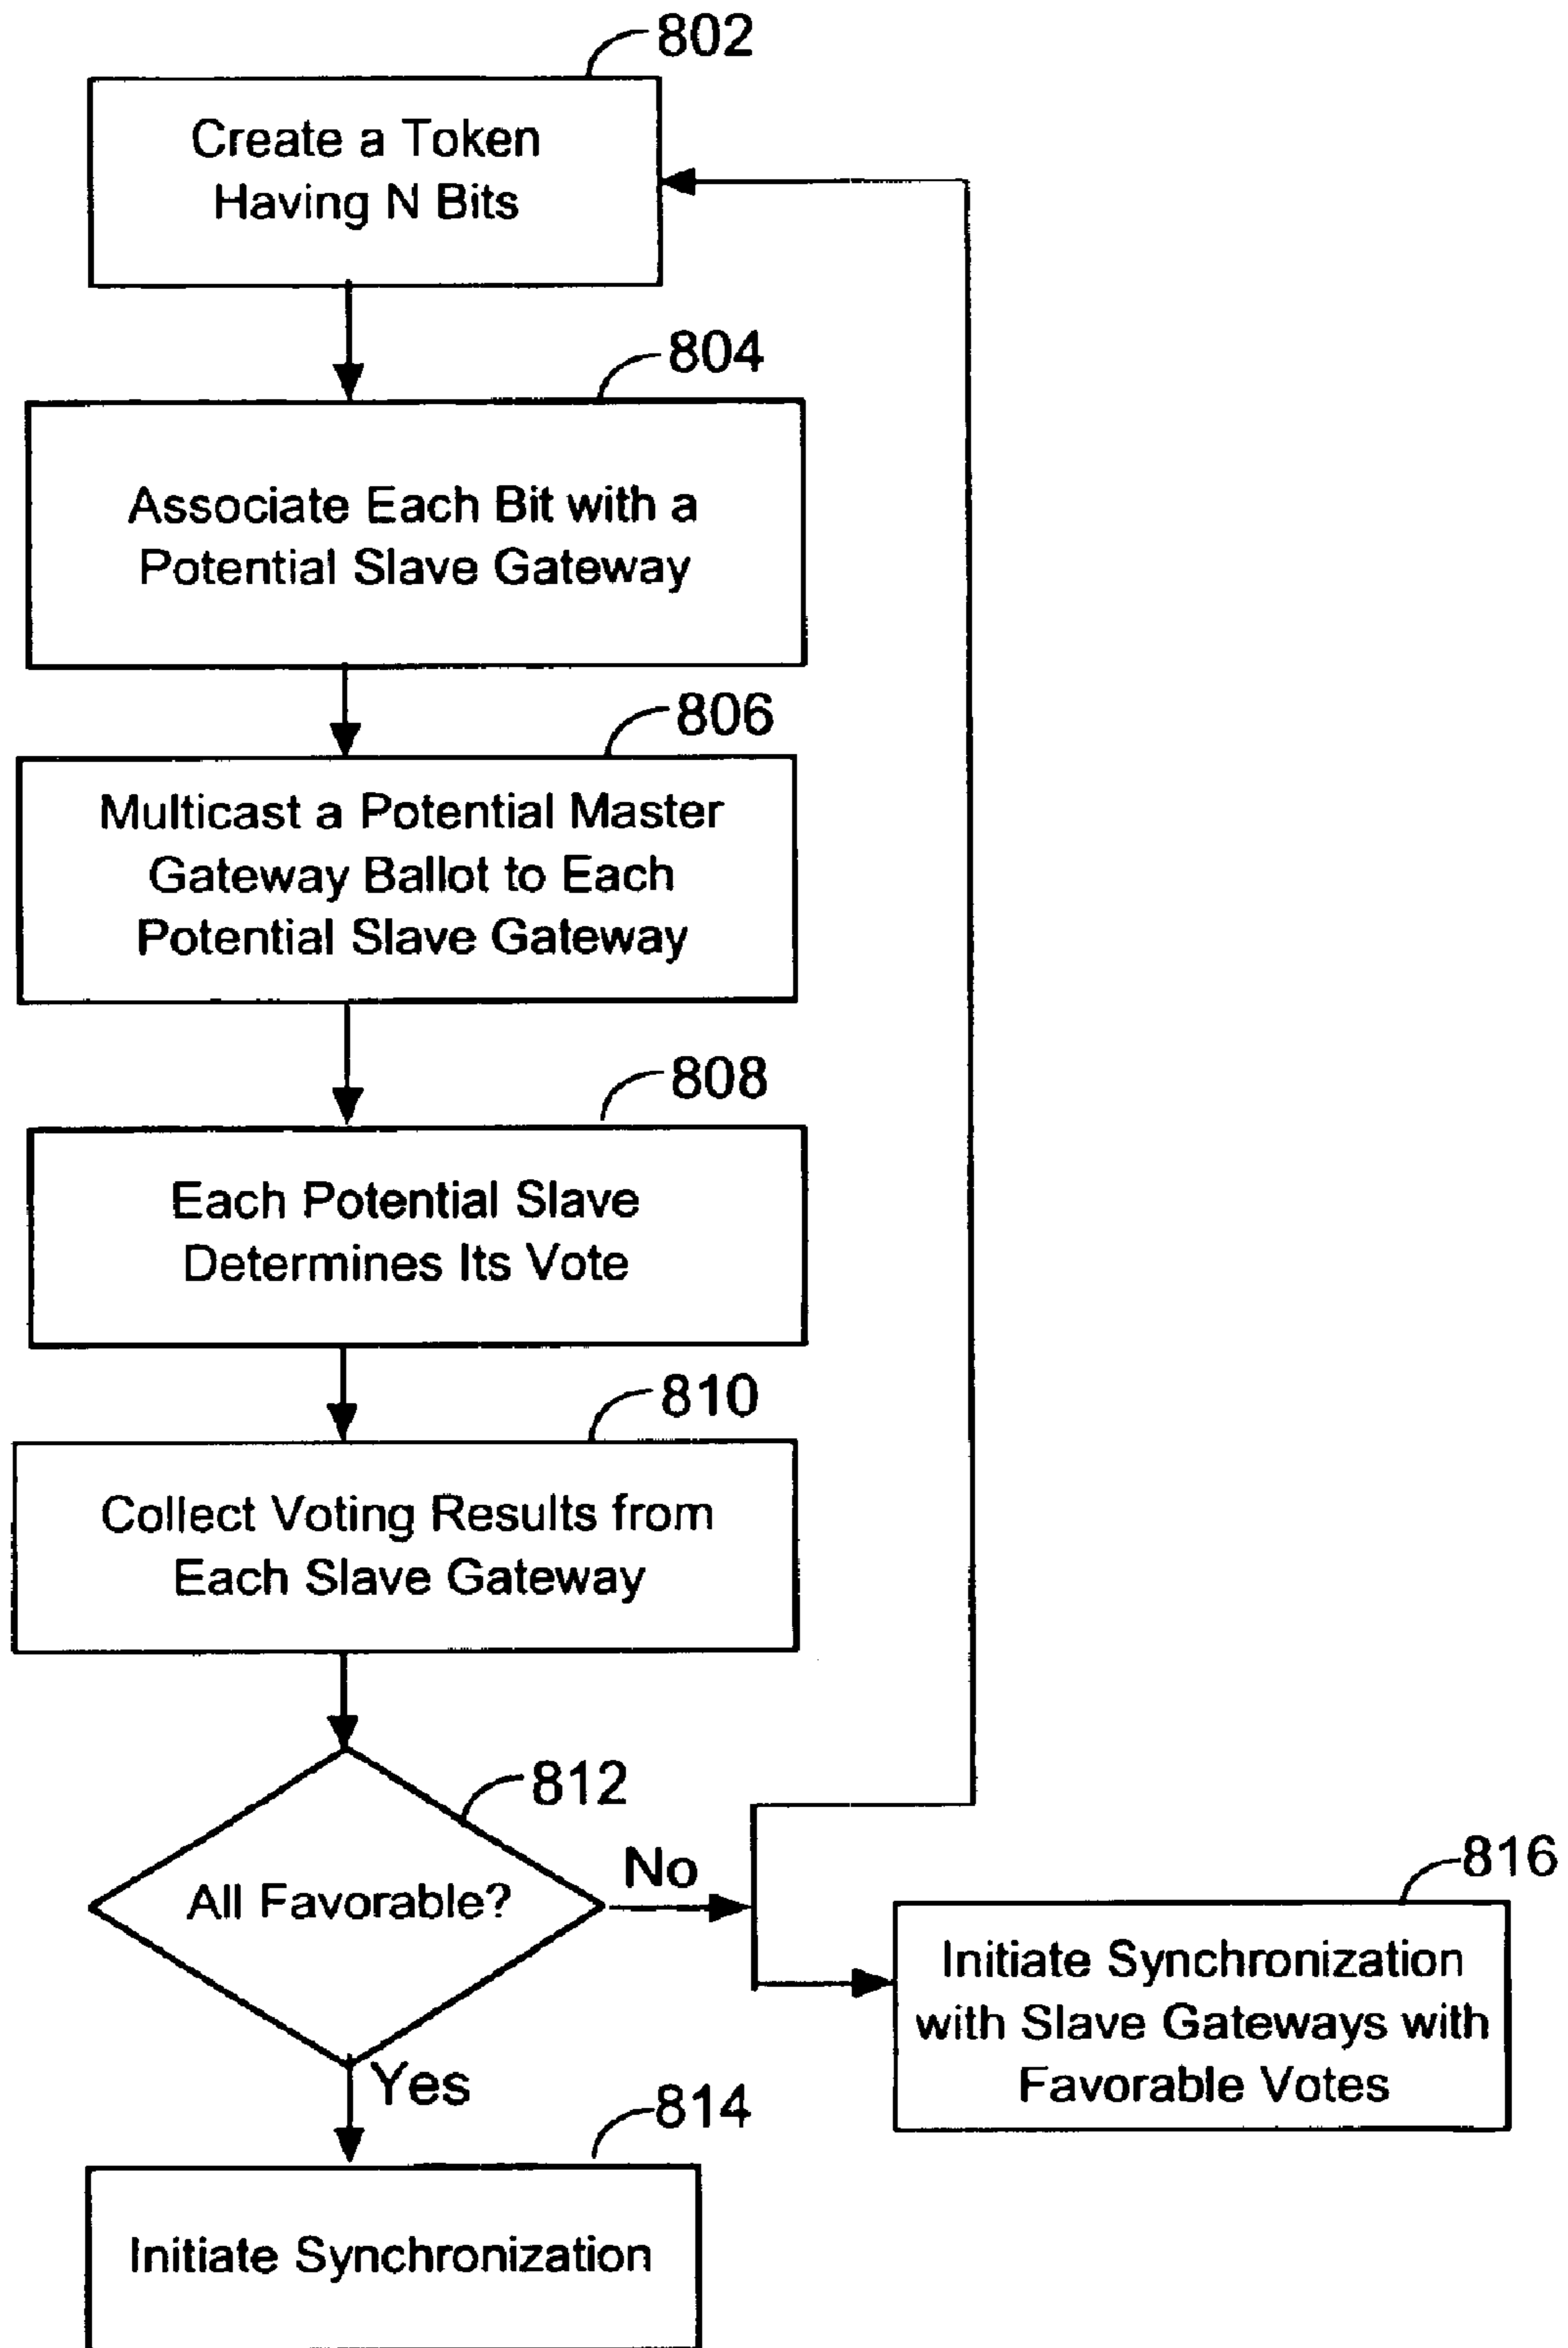 802
Create a Token
Having N Bits
804
Associate Each Bit with a
Potential Slave Gateway
806
Multicast a Potential Master
Gateway Ballot to Each
Potential Slave Gateway
808
Each Potential Slave
Determines Its Vote
810
Collect Voting Results from
Each Slave Gateway
812
All Favorable?
No
816
Initiate Synchronization
with Slave Gateways with
Favorable Votes
Yes
814
Initiate Synchronization